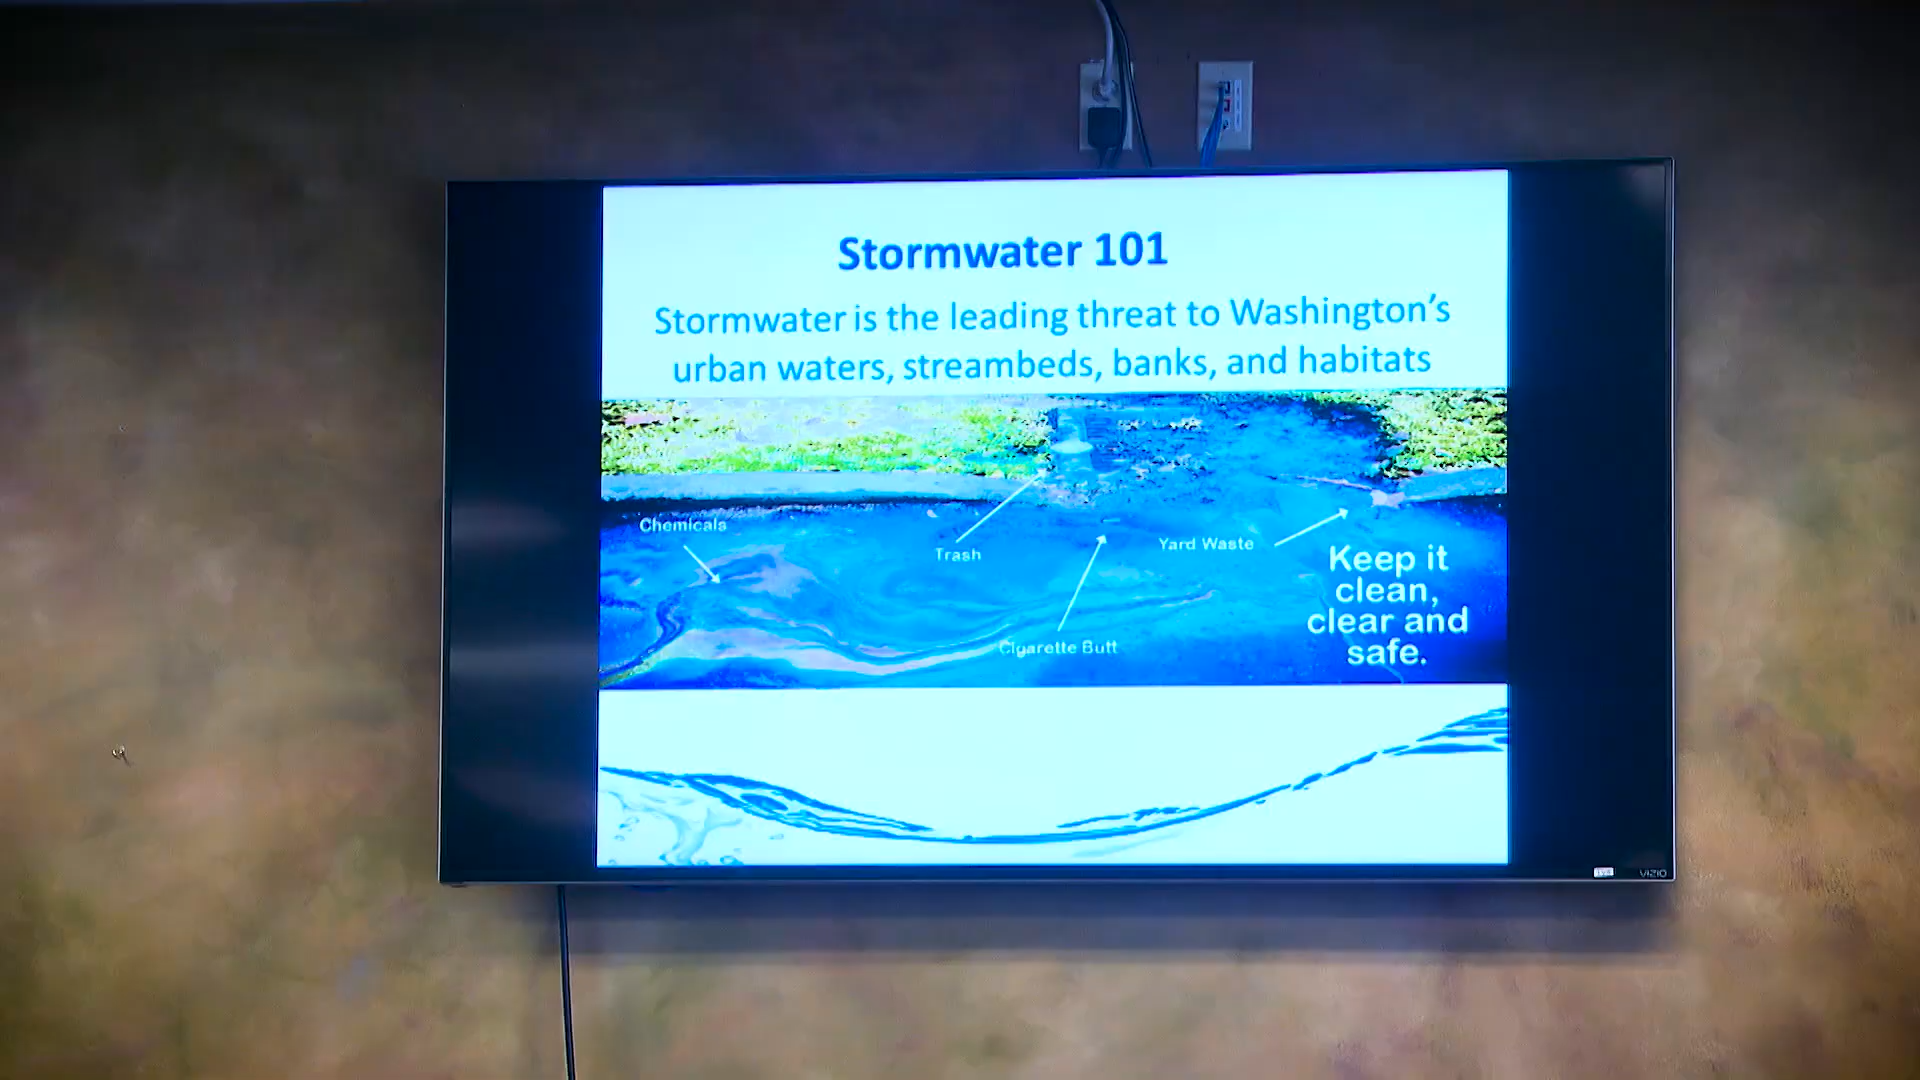 Stormwater 101
Stormwater is the leading threat to Washington's
urban waters, streambeds, banks, and habitats
Chemicals
Trash
Cigarette Butt
Yard Waste
Keep it
clean,
clear and
safe.
VIZIO